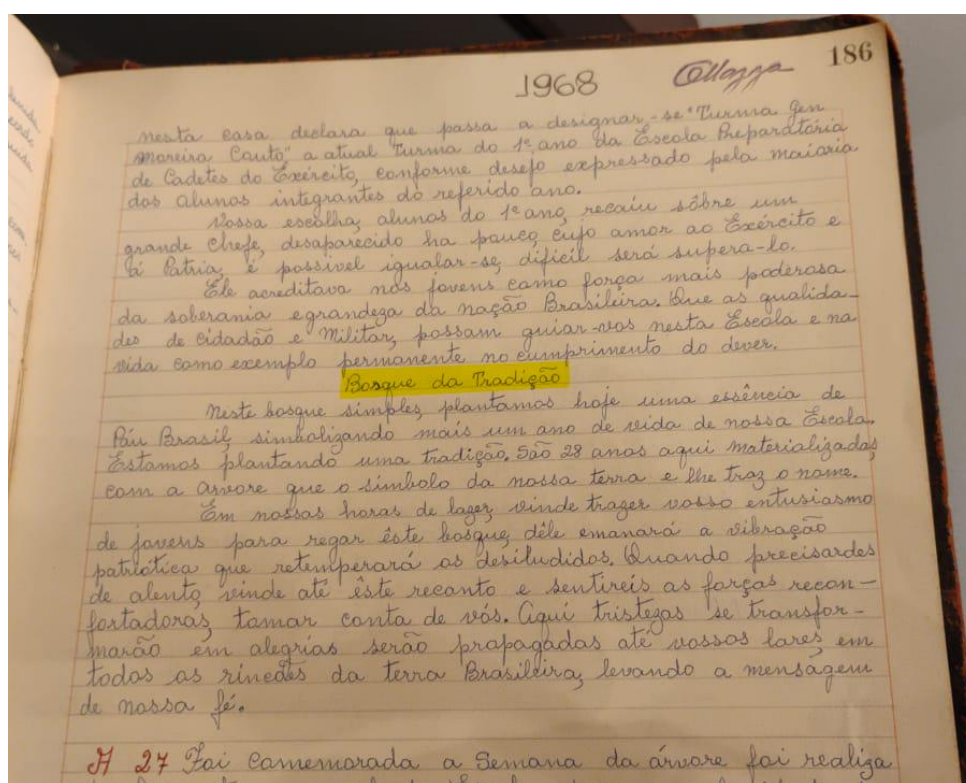 186
1968
nesta casa declara que passa a designar-se "Turma Gen
Moreira Couto" a atual Turma do 1º ano da Escola Preparatória
de Cadetes do Exército, conforme desejo expressado pela maioria
dos alunos integrantes do referido ano.
Vossa escolha, alunos do 1º ano, recaiu sôbre um
grande chefe, desaparecido ha pouco, cujo amor ao Exército e
á Pátria, é possivel igualar-se, dificil será supera-lo.
Ele acreditava nos jovens como força mais poderosa
da soberania e grandeza da nação Brasileira. Que as qualida-
des de cidadão e Militar, possam guiar-vos nesta Escola e na
vida como exemplo permanente no cumprimento do dever.
Bosque da Tradição
Neste bosque simples, plantamos hoje uma essência de
Páu Brasil, simbolizando mais um ano de vida de nossa Escola.
Estamos plantando uma tradição. São 28 anos aqui materializados,
com a arvore que o simbolo da nossa terra e lhe traz o nome.
Em nossas horas de lazer, vinde trazer vosso entusiasmo
de jovens para regar êste bosque, dêle emanará a vibração
patriótica que retemperará os desiludidos. Quando precisardes
de alento, vinde até êste recanto e sentireis as forças recon-
fortadoras, tomar conta de vós. Aqui tristezas se transfor-
marão em alegrias serão propagadas até vossos lares, em
todos os rincões da terra Brasileira, levando a mensagem
de nossa fé.
A 27 Foi Comemorada a Semana da árvore foi realiza